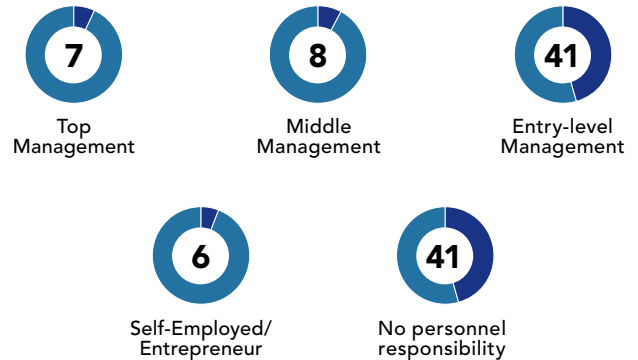 7
Top
Management
8
Middle
Management
41
Entry-level
Management
6
Self-Employed/
Entrepreneur
41
No personnel
responsibility